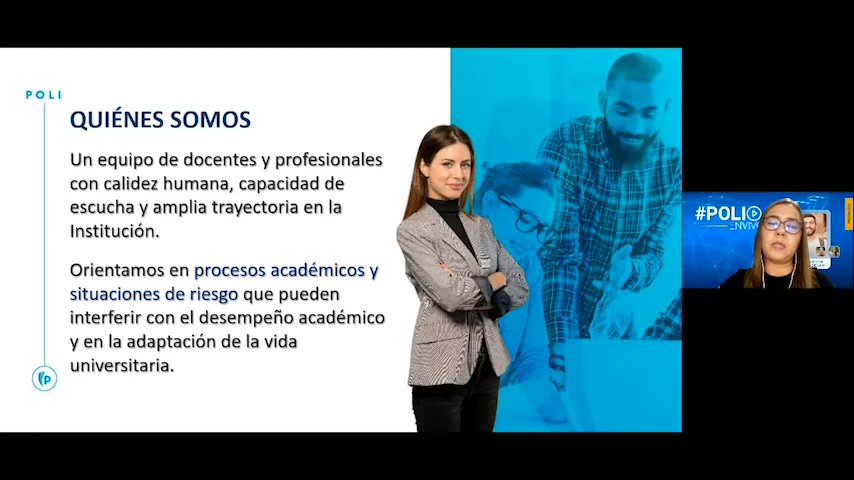 POLI
QUIÉNES SOMOS
Un equipo de docentes y profesionales
con calidez humana, capacidad de
escucha y amplia trayectoria en la
Institución.
Orientamos en procesos académicos y
situaciones de riesgo que pueden
interferir con el desempeño académico
y en la adaptación de la vida
universitaria.
p
#POLI
_NVIV